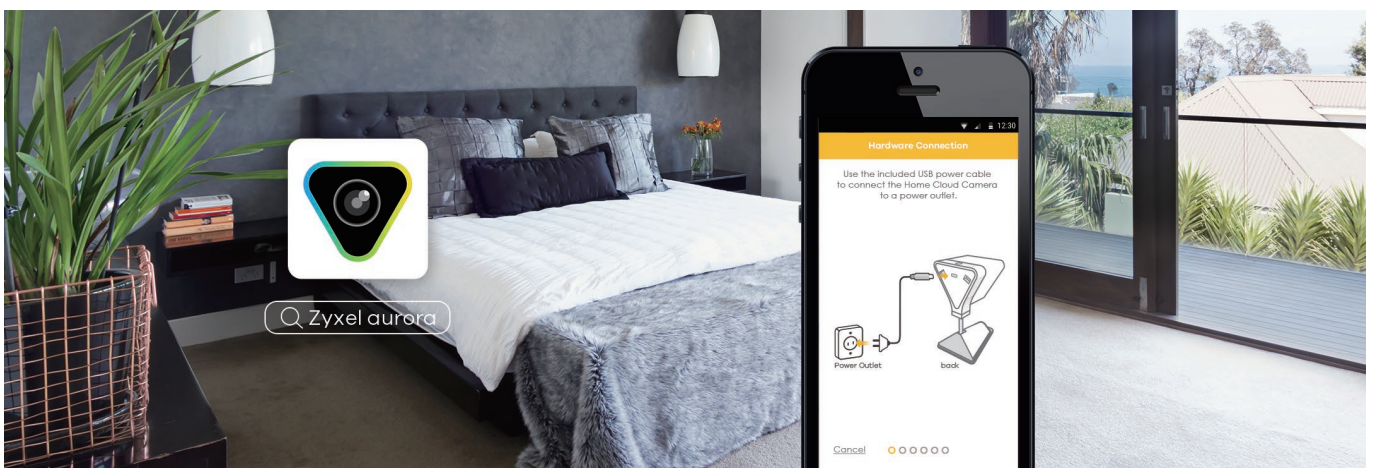 Zyxel aurora
12:30
Hardware Connection
Use the included USB power cable
to connect the Home Cloud Camera
to a power outlet.
Power Outlet
back
Cancel